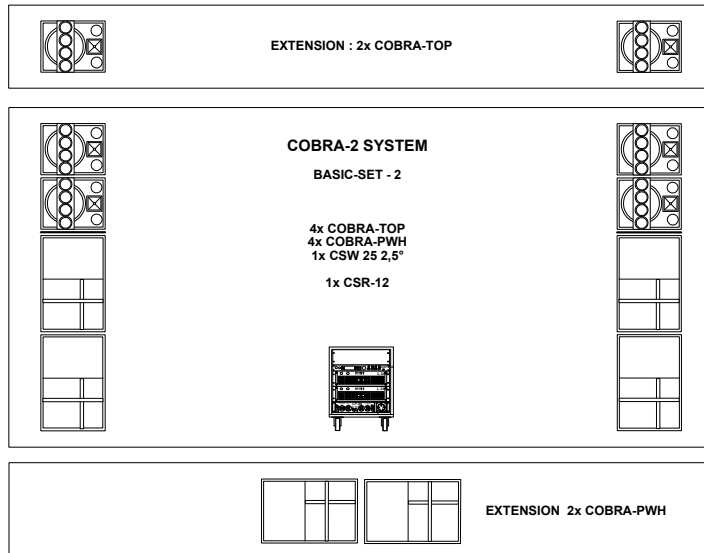 EXTENSION : 2x COBRA-TOP
COBRA-2 SYSTEM
BASIC-SET - 2
4x COBRA-TOP
4x COBRA-PWH
1x CSW 25 2,5°
1x CSR-12
EXTENSION 2x COBRA-PWH